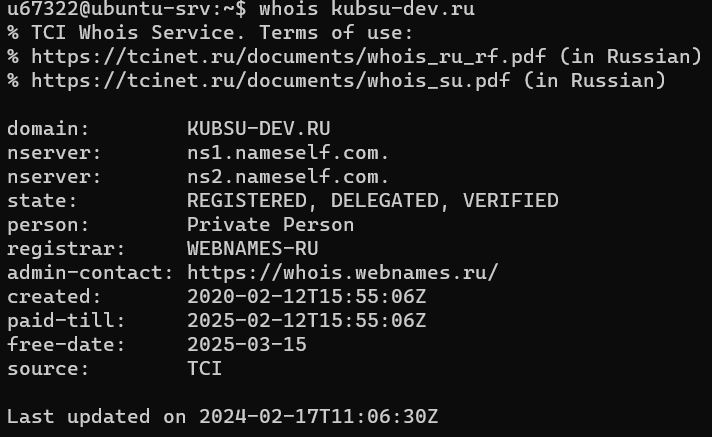 u67322@ubuntu-srv:~$ whois kubsu-dev.ru
% TCI Whois Service. Terms of use:
% https://tcinet.ru/documents/whois_ru_rf.pdf (in Russian)
% https://tcinet.ru/documents/whois_su.pdf (in Russian)

domain:        KUBSU-DEV.RU
nserver:       ns1.nameself.com.
nserver:       ns2.nameself.com.
state:         REGISTERED, DELEGATED, VERIFIED
person:        Private Person
registrar:     WEBNAMES-RU
admin-contact: https://whois.webnames.ru/
created:       2020-02-12T15:55:06Z
paid-till:     2025-02-12T15:55:06Z
free-date:     2025-03-15
source:        TCI

Last updated on 2024-02-17T11:06:30Z